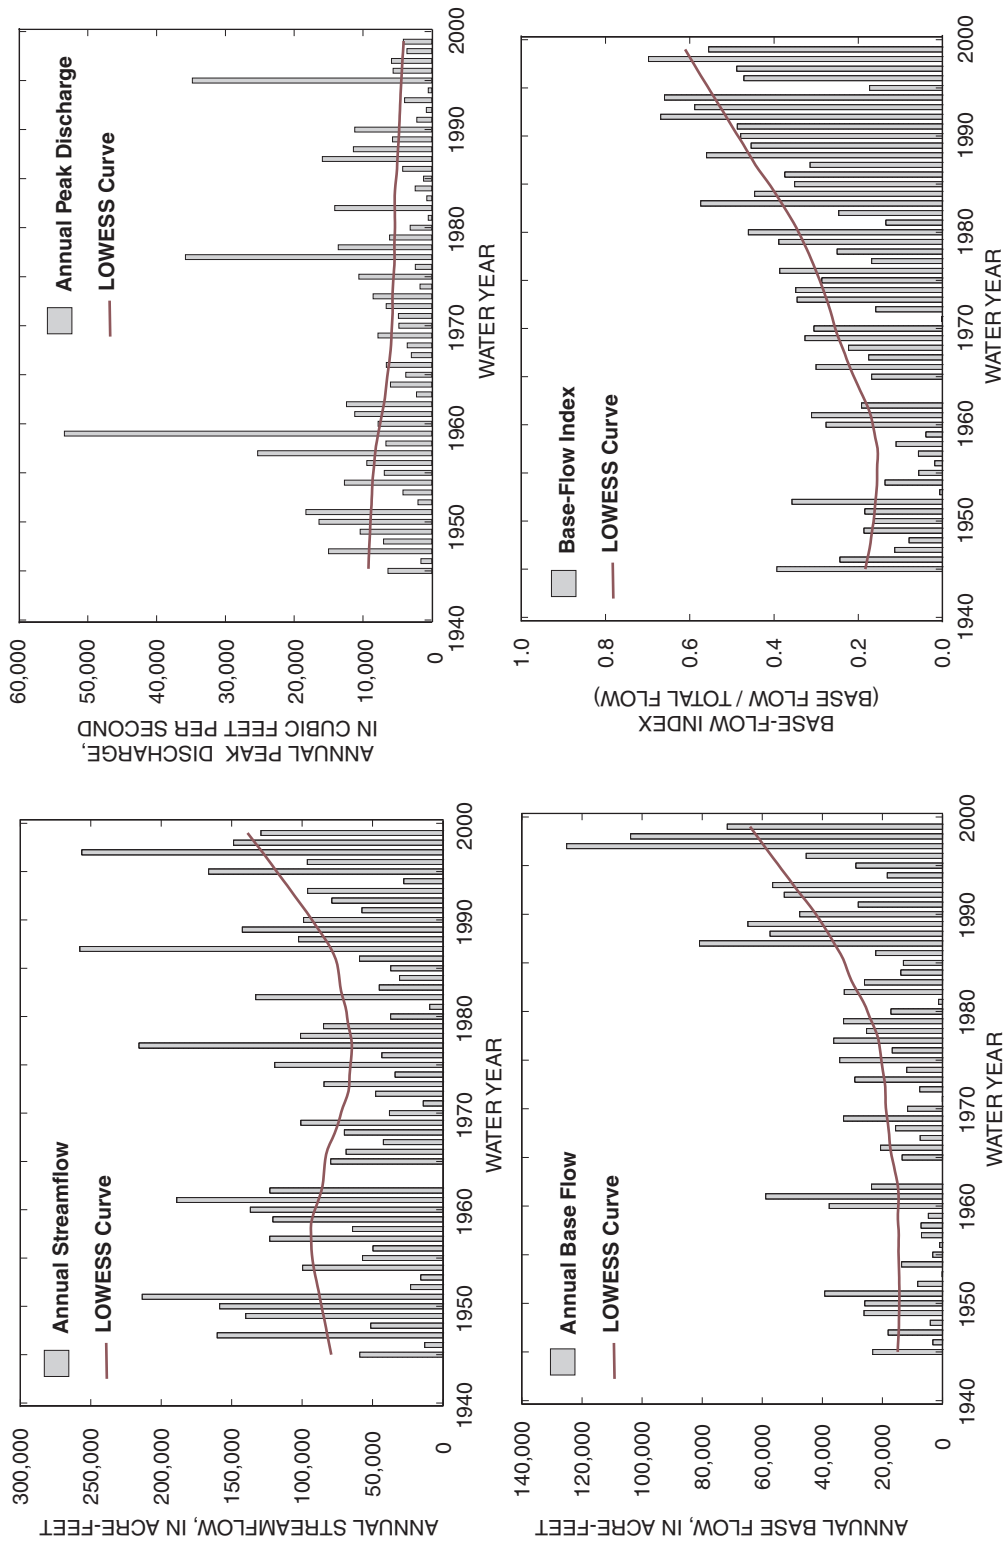 ANNUAL STREAMFLOW, IN ACRE-FEET
300,000
250,000
200,000
150,000
100,000
50,000
0
Annual Streamflow
LOWESS Curve
1940 1950 1960 1970 1980 1990 2000
WATER YEAR
ANNUAL PEAK DISCHARGE,
IN CUBIC FEET PER SECOND
60,000
50,000
40,000
30,000
20,000
10,000
0
Annual Peak Discharge
LOWESS Curve
1940 1950 1960 1970 1980 1990 2000
WATER YEAR
ANNUAL BASE FLOW, IN ACRE-FEET
140,000
120,000
100,000
80,000
60,000
40,000
20,000
0
Annual Base Flow
LOWESS Curve
1940 1950 1960 1970 1980 1990 2000
WATER YEAR
BASE-FLOW INDEX
(BASE FLOW / TOTAL FLOW)
1.0
0.8
0.6
0.4
0.2
0.0
Base-Flow Index
LOWESS Curve
1940 1950 1960 1970 1980 1990 2000
WATER YEAR